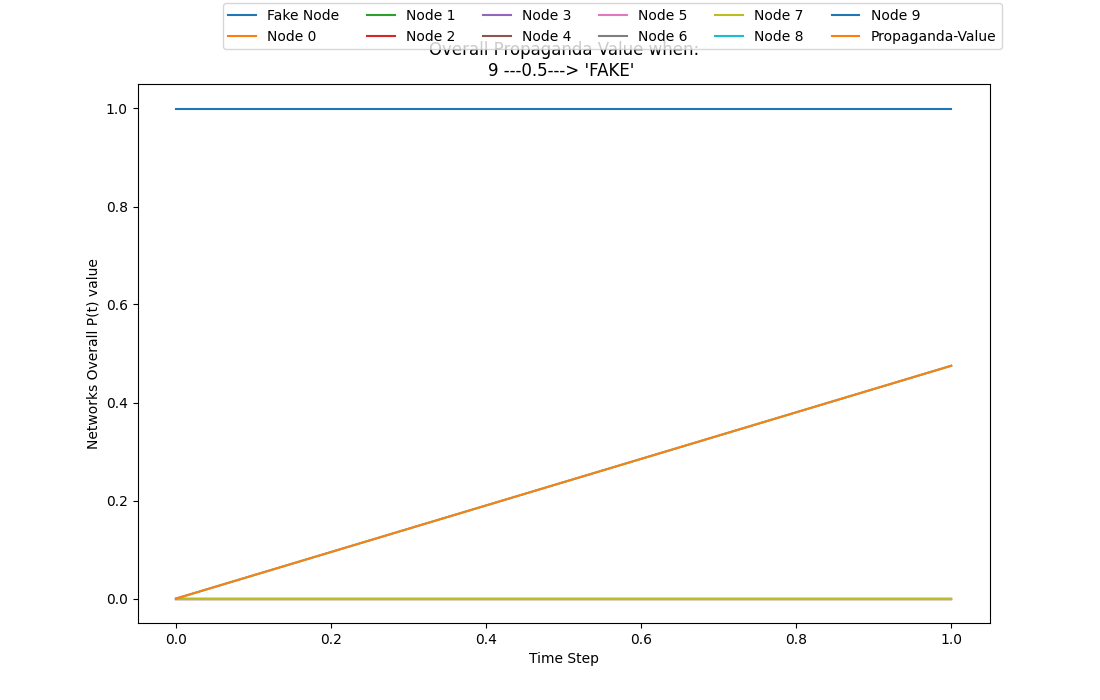 Fake Node Node 1 Node 3 Node 5 Node 7 Node 9
Node 0 Node 2 Node 4 Node 6 Node 8 Propaganda-Value
Overall Propaganda Value when:
9 ---0.5---> 'FAKE'
1.0
0.8
0.6
0.4
0.2
0.0
Networks Overall P(t) value
0.0 0.2 0.4 0.6 0.8 1.0
Time Step